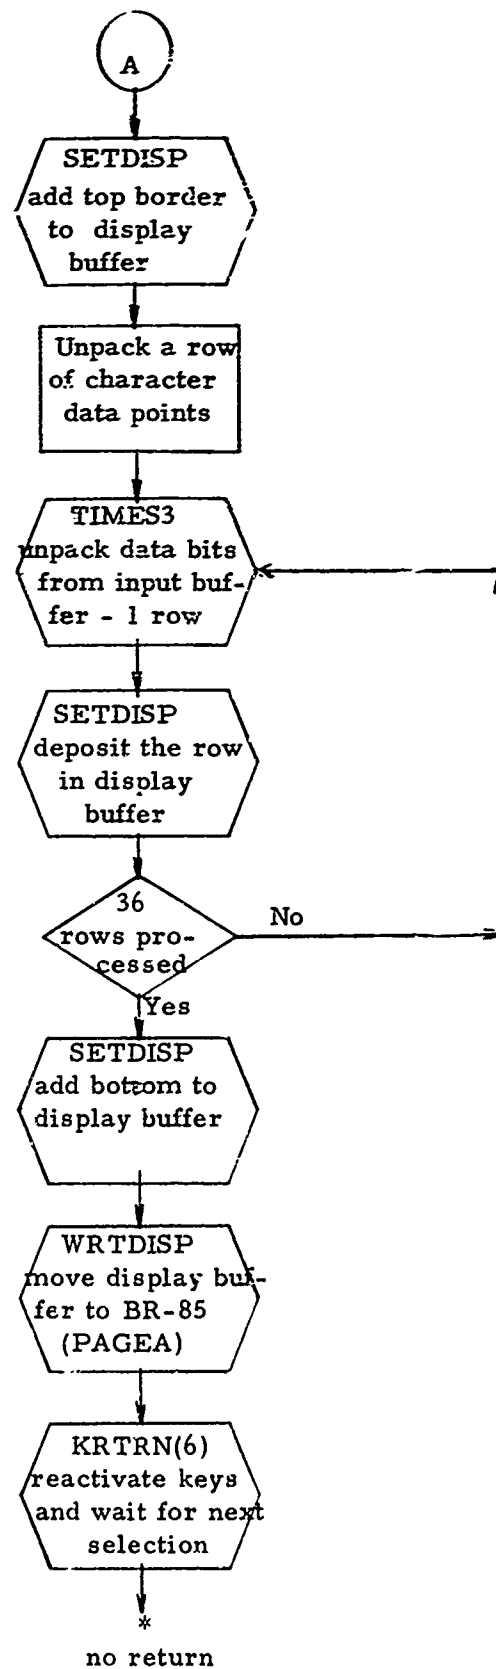 A
SETDISP
add top border
to display
buffer
Unpack a row
of character
data points
TIMES3
unpack data bits
from input buf-
fer - 1 row
SETDISP
deposit the row
in display
buffer
36
rows pro-
cessed
No
Yes
SETDISP
add bottom to
display buffer
WRTDISP
move display buf-
fer to BR-85
(PAGEA)
KRTRN(6)
reactivate keys
and wait for next
selection
*
no return